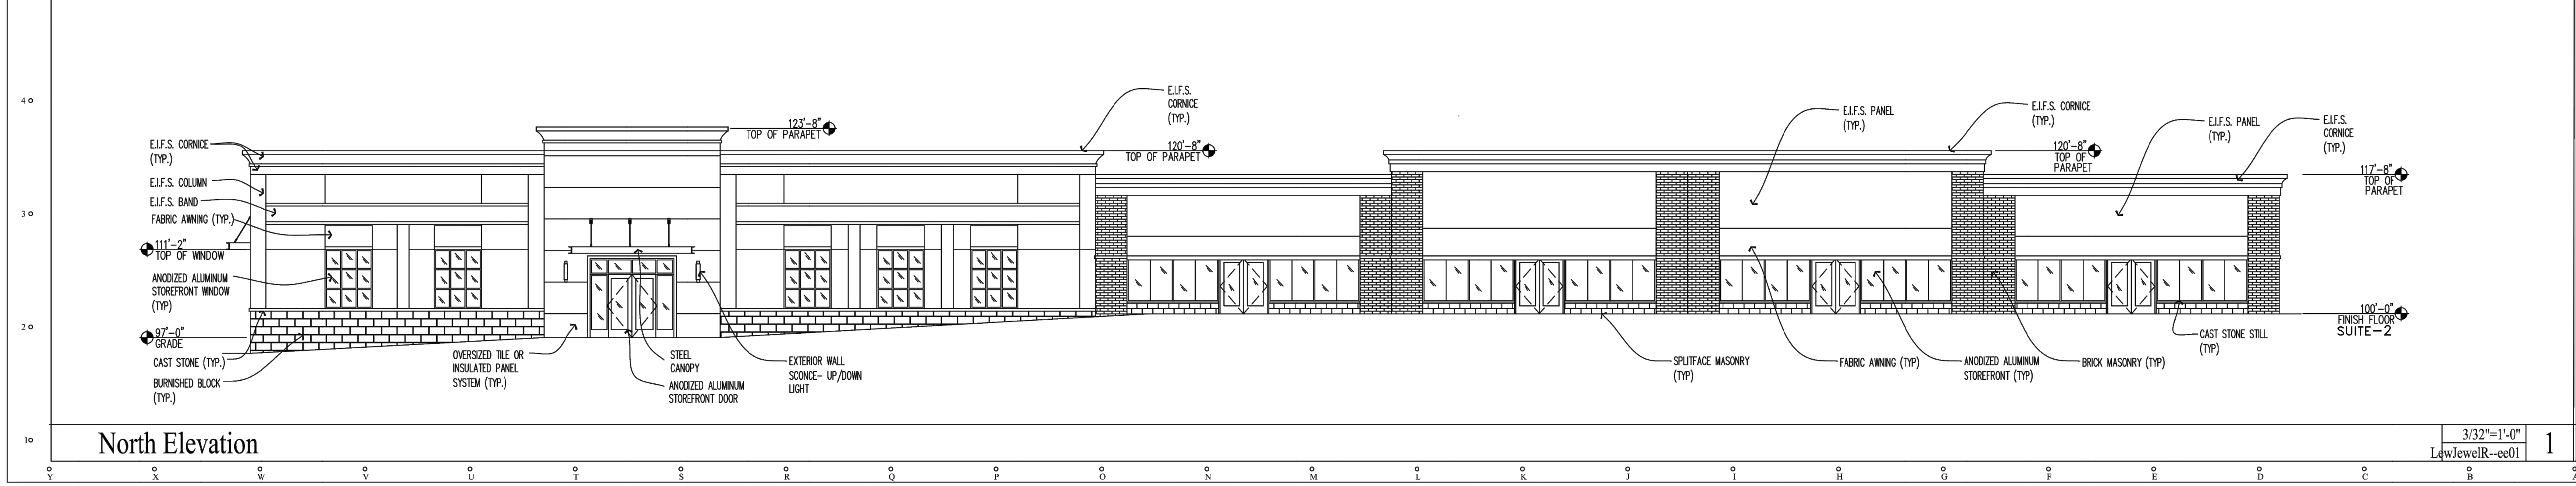 4
3
2
1
E.I.F.S. CORNICE
(TYP.)
E.I.F.S. COLUMN
E.I.F.S. BAND
FABRIC AWNING (TYP.)
111'-2"
TOP OF WINDOW
ANODIZED ALUMINUM
STOREFRONT WINDOW
(TYP)
97'-0"
GRADE
CAST STONE (TYP.)
BURNISHED BLOCK
(TYP.)
123'-8"
TOP OF PARAPET
OVERSIZED TILE OR
INSULATED PANEL
SYSTEM (TYP.)
STEEL
CANOPY
ANODIZED ALUMINUM
STOREFRONT DOOR
EXTERIOR WALL
SCONCE- UP/DOWN
LIGHT
E.I.F.S.
CORNICE
(TYP.)
120'-8"
TOP OF PARAPET
E.I.F.S. PANEL
(TYP.)
E.I.F.S. CORNICE
(TYP.)
120'-8"
TOP OF
PARAPET
E.I.F.S. PANEL
(TYP.)
E.I.F.S.
CORNICE
(TYP.)
117'-8"
TOP OF
PARAPET
100'-0"
FINISH FLOOR
SUITE-2
SPLITFACE MASONRY
(TYP)
FABRIC AWNING (TYP)
ANODIZED ALUMINUM
STOREFRONT (TYP)
BRICK MASONRY (TYP)
CAST STONE STILL
(TYP)
North Elevation
3/32"=1'-0"
LewJewelR--ee01
1
Y X W V U T S R Q P O N M L K J I H G F E D C B A